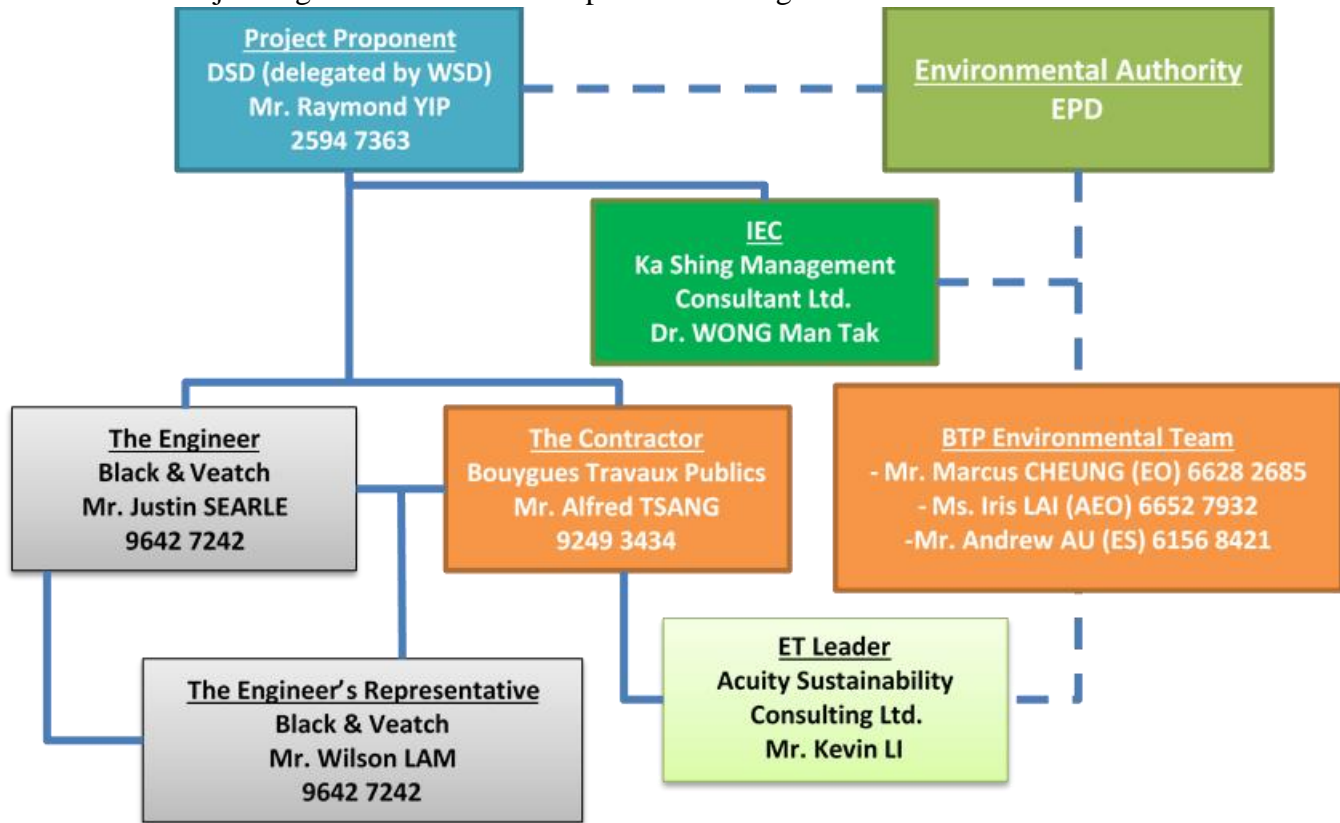 Project Proponent
DSD (delegated by WSD)
Mr. Raymond YIP
2594 7363
Environmental Authority
EPD
IEC
Ka Shing Management
Consultant Ltd.
Dr. WONG Man Tak
The Engineer
Black & Veatch
Mr. Justin SEARLE
9642 7242
The Contractor
Bouygues Travaux Publics
Mr. Alfred TSANG
9249 3434
BTP Environmental Team
- Mr. Marcus CHEUNG (EO) 6628 2685
- Ms. Iris LAI (AEO) 6652 7932
-Mr. Andrew AU (ES) 6156 8421
The Engineer’s Representative
Black & Veatch
Mr. Wilson LAM
9642 7242
ET Leader
Acuity Sustainability
Consulting Ltd.
Mr. Kevin LI